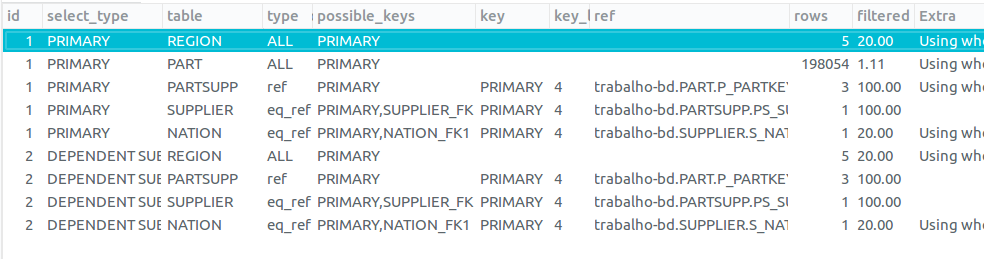 id select_type table type possible_keys key key_l ref rows filtered Extra
1 PRIMARY REGION ALL PRIMARY 5 20.00 Using whe
1 PRIMARY PART ALL PRIMARY 198054 1.11 Using whe
1 PRIMARY PARTSUPP ref PRIMARY PRIMARY 4 trabalho-bd.PART.P_PARTKEY 3 100.00 Using whe
1 PRIMARY SUPPLIER eq_ref PRIMARY,SUPPLIER_FK PRIMARY 4 trabalho-bd.PARTSUPP.PS_SU 1 100.00
1 PRIMARY NATION eq_ref PRIMARY,NATION_FK1 PRIMARY 4 trabalho-bd.SUPPLIER.S_NAT 1 20.00 Using whe
2 DEPENDENT SUB REGION ALL PRIMARY 5 20.00 Using whe
2 DEPENDENT SUB PARTSUPP ref PRIMARY PRIMARY 4 trabalho-bd.PART.P_PARTKEY 3 100.00
2 DEPENDENT SUB SUPPLIER eq_ref PRIMARY,SUPPLIER_FK PRIMARY 4 trabalho-bd.PARTSUPP.PS_SU 1 100.00
2 DEPENDENT SUB NATION eq_ref PRIMARY,NATION_FK1 PRIMARY 4 trabalho-bd.SUPPLIER.S_NAT 1 20.00 Using whe